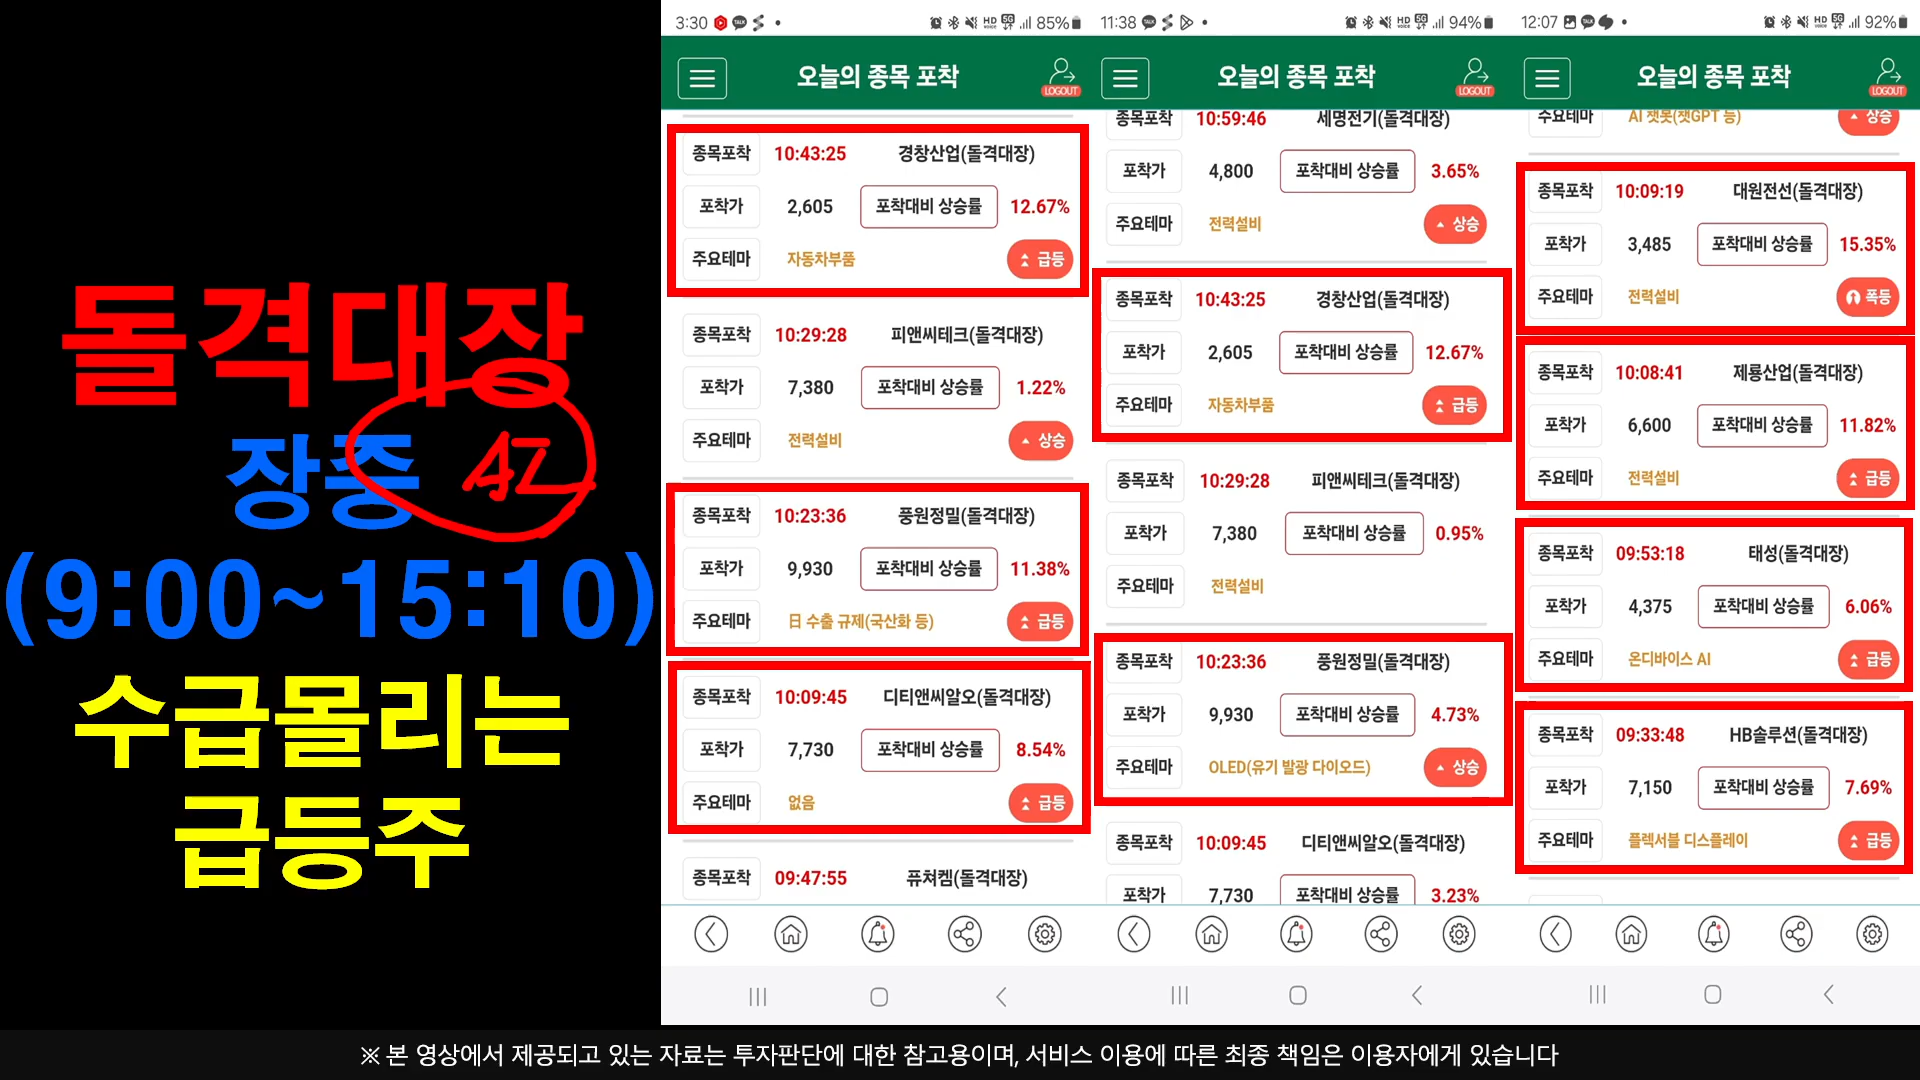 돌격대장
장중
AI
(9:00~15:10)
수급몰리는
급등주
3:30
85%
오늘의 종목 포착
LOGOUT
종목포착 10:43:25 경창산업(돌격대장)
포착가 2,605 포착대비 상승률 12.67%
주요테마 자동차부품 급등
종목포착 10:29:28 피앤씨테크(돌격대장)
포착가 7,380 포착대비 상승률 1.22%
주요테마 전력설비 상승
종목포착 10:23:36 풍원정밀(돌격대장)
포착가 9,930 포착대비 상승률 11.38%
주요테마 日 수출 규제(국산화 등) 급등
종목포착 10:09:45 디티앤씨알오(돌격대장)
포착가 7,730 포착대비 상승률 8.54%
주요테마 없음 급등
종목포착 09:47:55 퓨쳐켐(돌격대장)
11:38
94%
오늘의 종목 포착
LOGOUT
종목포착 10:59:46 세명전기(돌격대장)
포착가 4,800 포착대비 상승률 3.65%
주요테마 전력설비 상승
종목포착 10:43:25 경창산업(돌격대장)
포착가 2,605 포착대비 상승률 12.67%
주요테마 자동차부품 급등
종목포착 10:29:28 피앤씨테크(돌격대장)
포착가 7,380 포착대비 상승률 0.95%
주요테마 전력설비
종목포착 10:23:36 풍원정밀(돌격대장)
포착가 9,930 포착대비 상승률 4.73%
주요테마 OLED(유기 발광 다이오드) 상승
종목포착 10:09:45 디티앤씨알오(돌격대장)
포착가 7,730 포착대비 상승률 3.23%
12:07
92%
오늘의 종목 포착
LOGOUT
주요테마 AI 챗봇(챗GPT 등) 상승
종목포착 10:09:19 대원전선(돌격대장)
포착가 3,485 포착대비 상승률 15.35%
주요테마 전력설비 폭등
종목포착 10:08:41 제룡산업(돌격대장)
포착가 6,600 포착대비 상승률 11.82%
주요테마 전력설비 급등
종목포착 09:53:18 태성(돌격대장)
포착가 4,375 포착대비 상승률 6.06%
주요테마 온디바이스 AI 급등
종목포착 09:33:48 HB솔루션(돌격대장)
포착가 7,150 포착대비 상승률 7.69%
주요테마 플렉서블 디스플레이 급등
※ 본 영상에서 제공되고 있는 자료는 투자판단에 대한 참고용이며, 서비스 이용에 따른 최종 책임은 이용자에게 있습니다